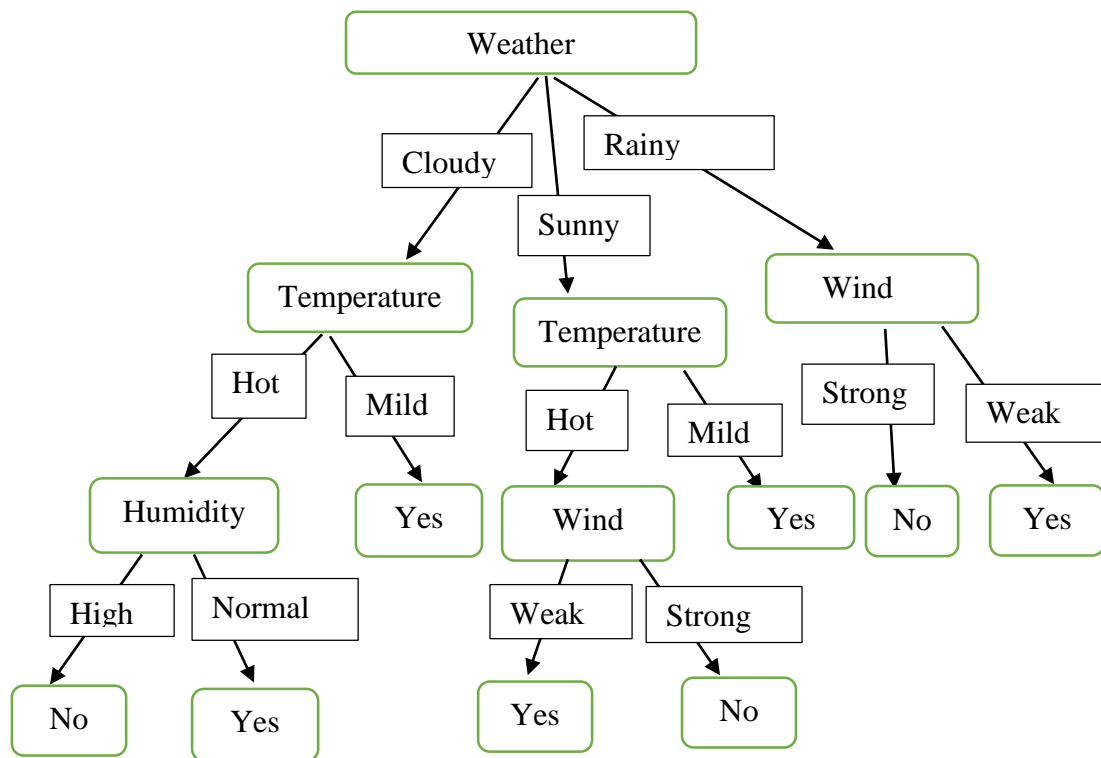 Weather
Cloudy
Rainy
Sunny
Temperature
Temperature
Wind
Hot
Mild
Hot
Mild
Strong
Weak
Humidity
Yes
Wind
Yes
No
Yes
High
Normal
Weak
Strong
No
Yes
Yes
No